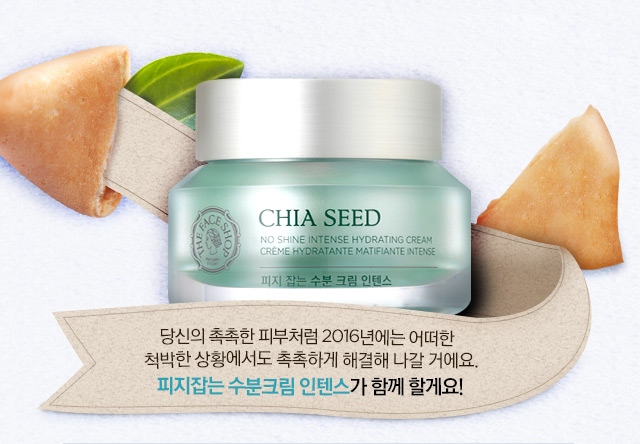 THE FACE SHOP
CHIA SEED
NO SHINE INTENSE HYDRATING CREAM
CRÈME HYDRATANTE MATIFIANTE INTENSE
피지 잡는 수분 크림 인텐스
당신의 촉촉한 피부처럼 2016년에는 어떠한
척박한 상황에서도 촉촉하게 해결해 나갈 거에요.
피지잡는 수분크림 인텐스가 함께 할게요!